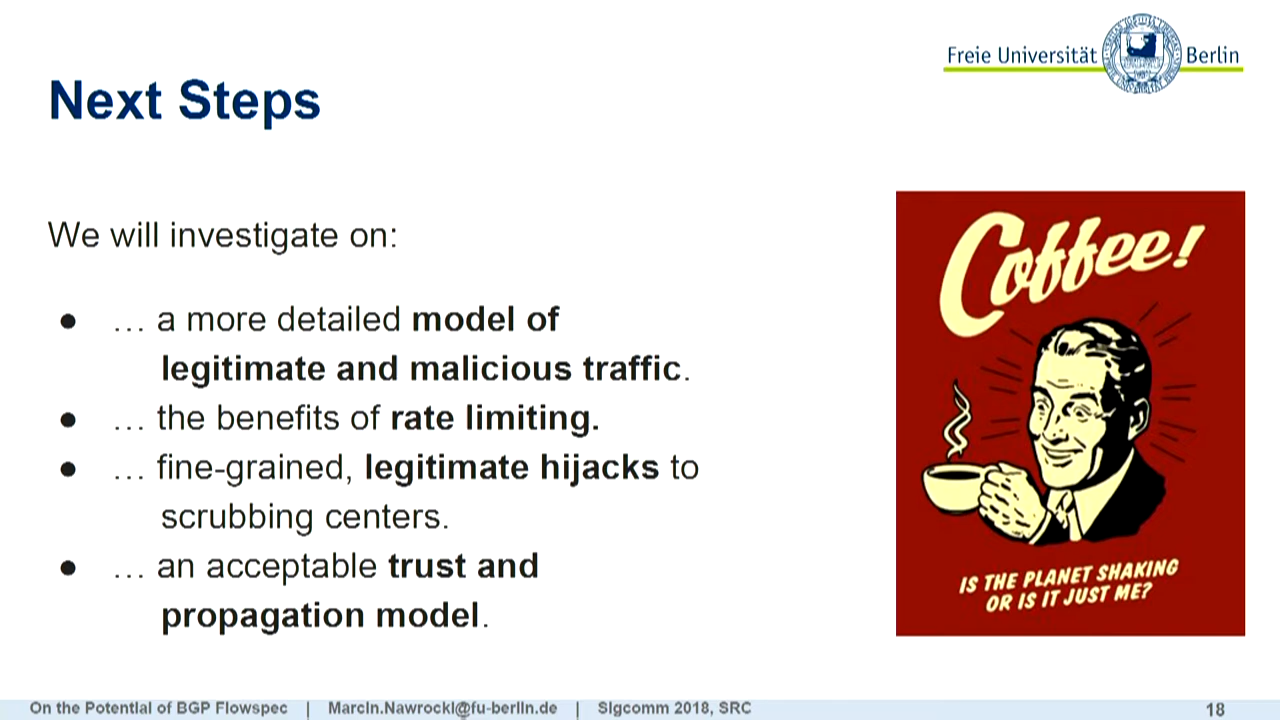 Freie Universität Berlin
Next Steps
We will investigate on:
● … a more detailed model of
legitimate and malicious traffic.
● … the benefits of rate limiting.
● … fine-grained, legitimate hijacks to
scrubbing centers.
● … an acceptable trust and
propagation model.
Coffee!
IS THE PLANET SHAKING
OR IS IT JUST ME?
On the Potential of BGP Flowspec | Marcin.Nawrocki@fu-berlin.de | Sigcomm 2018, SRC 18